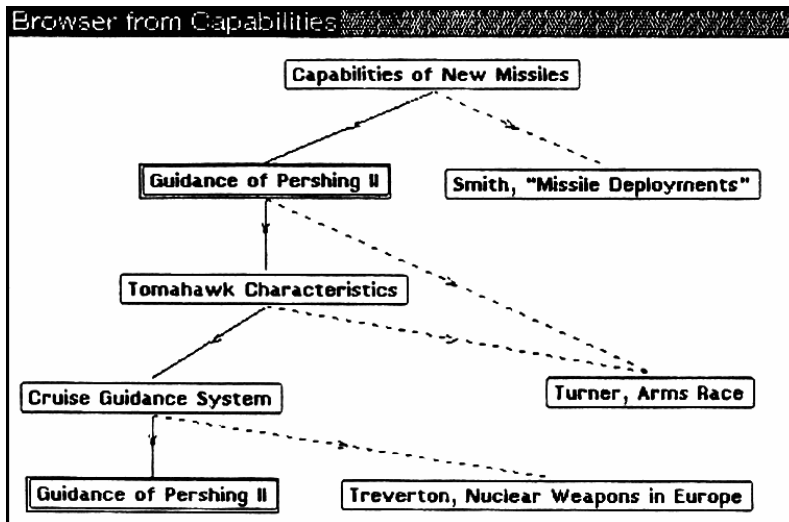 Browser from Capabilities
Capabilities of New Missiles
Guidance of Pershing II
Smith, "Missile Deployments"
Tomahawk Characteristics
Cruise Guidance System
Turner, Arms Race
Guidance of Pershing II
Treverton, Nuclear Weapons in Europe